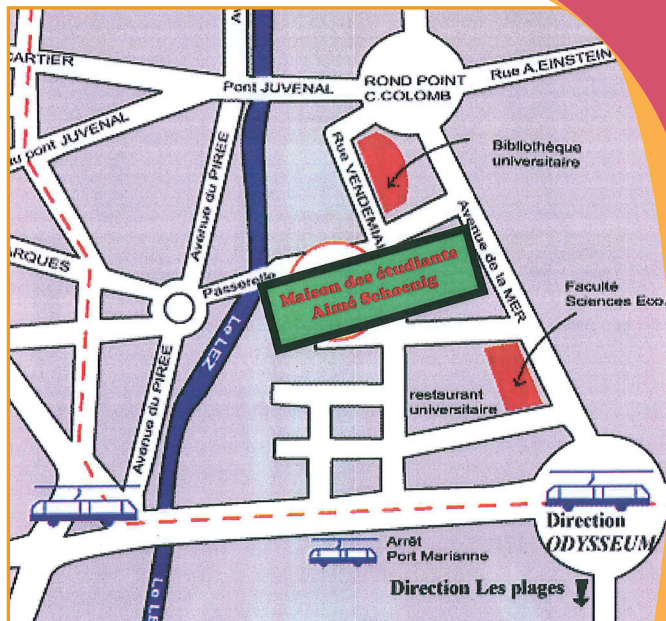 CARTIER
Pont JUVENAL
ROND POINT
C.COLOMB
Rue A.EINSTEIN
au pont JUVENAL
Avenue du PIREE
Rue VENDEMIAI
Bibliothèque
universitaire
ARQUES
Passerelle
Maison des étudiants
Aimé Schoenig
Avenue de la MER
Faculté
Sciences Eco.
Le LEZ
Avenue du PIREE
restaurant
universitaire
Arrêt
Port Marianne
Direction
ODYSSEUM
Direction Les plages
Le LE